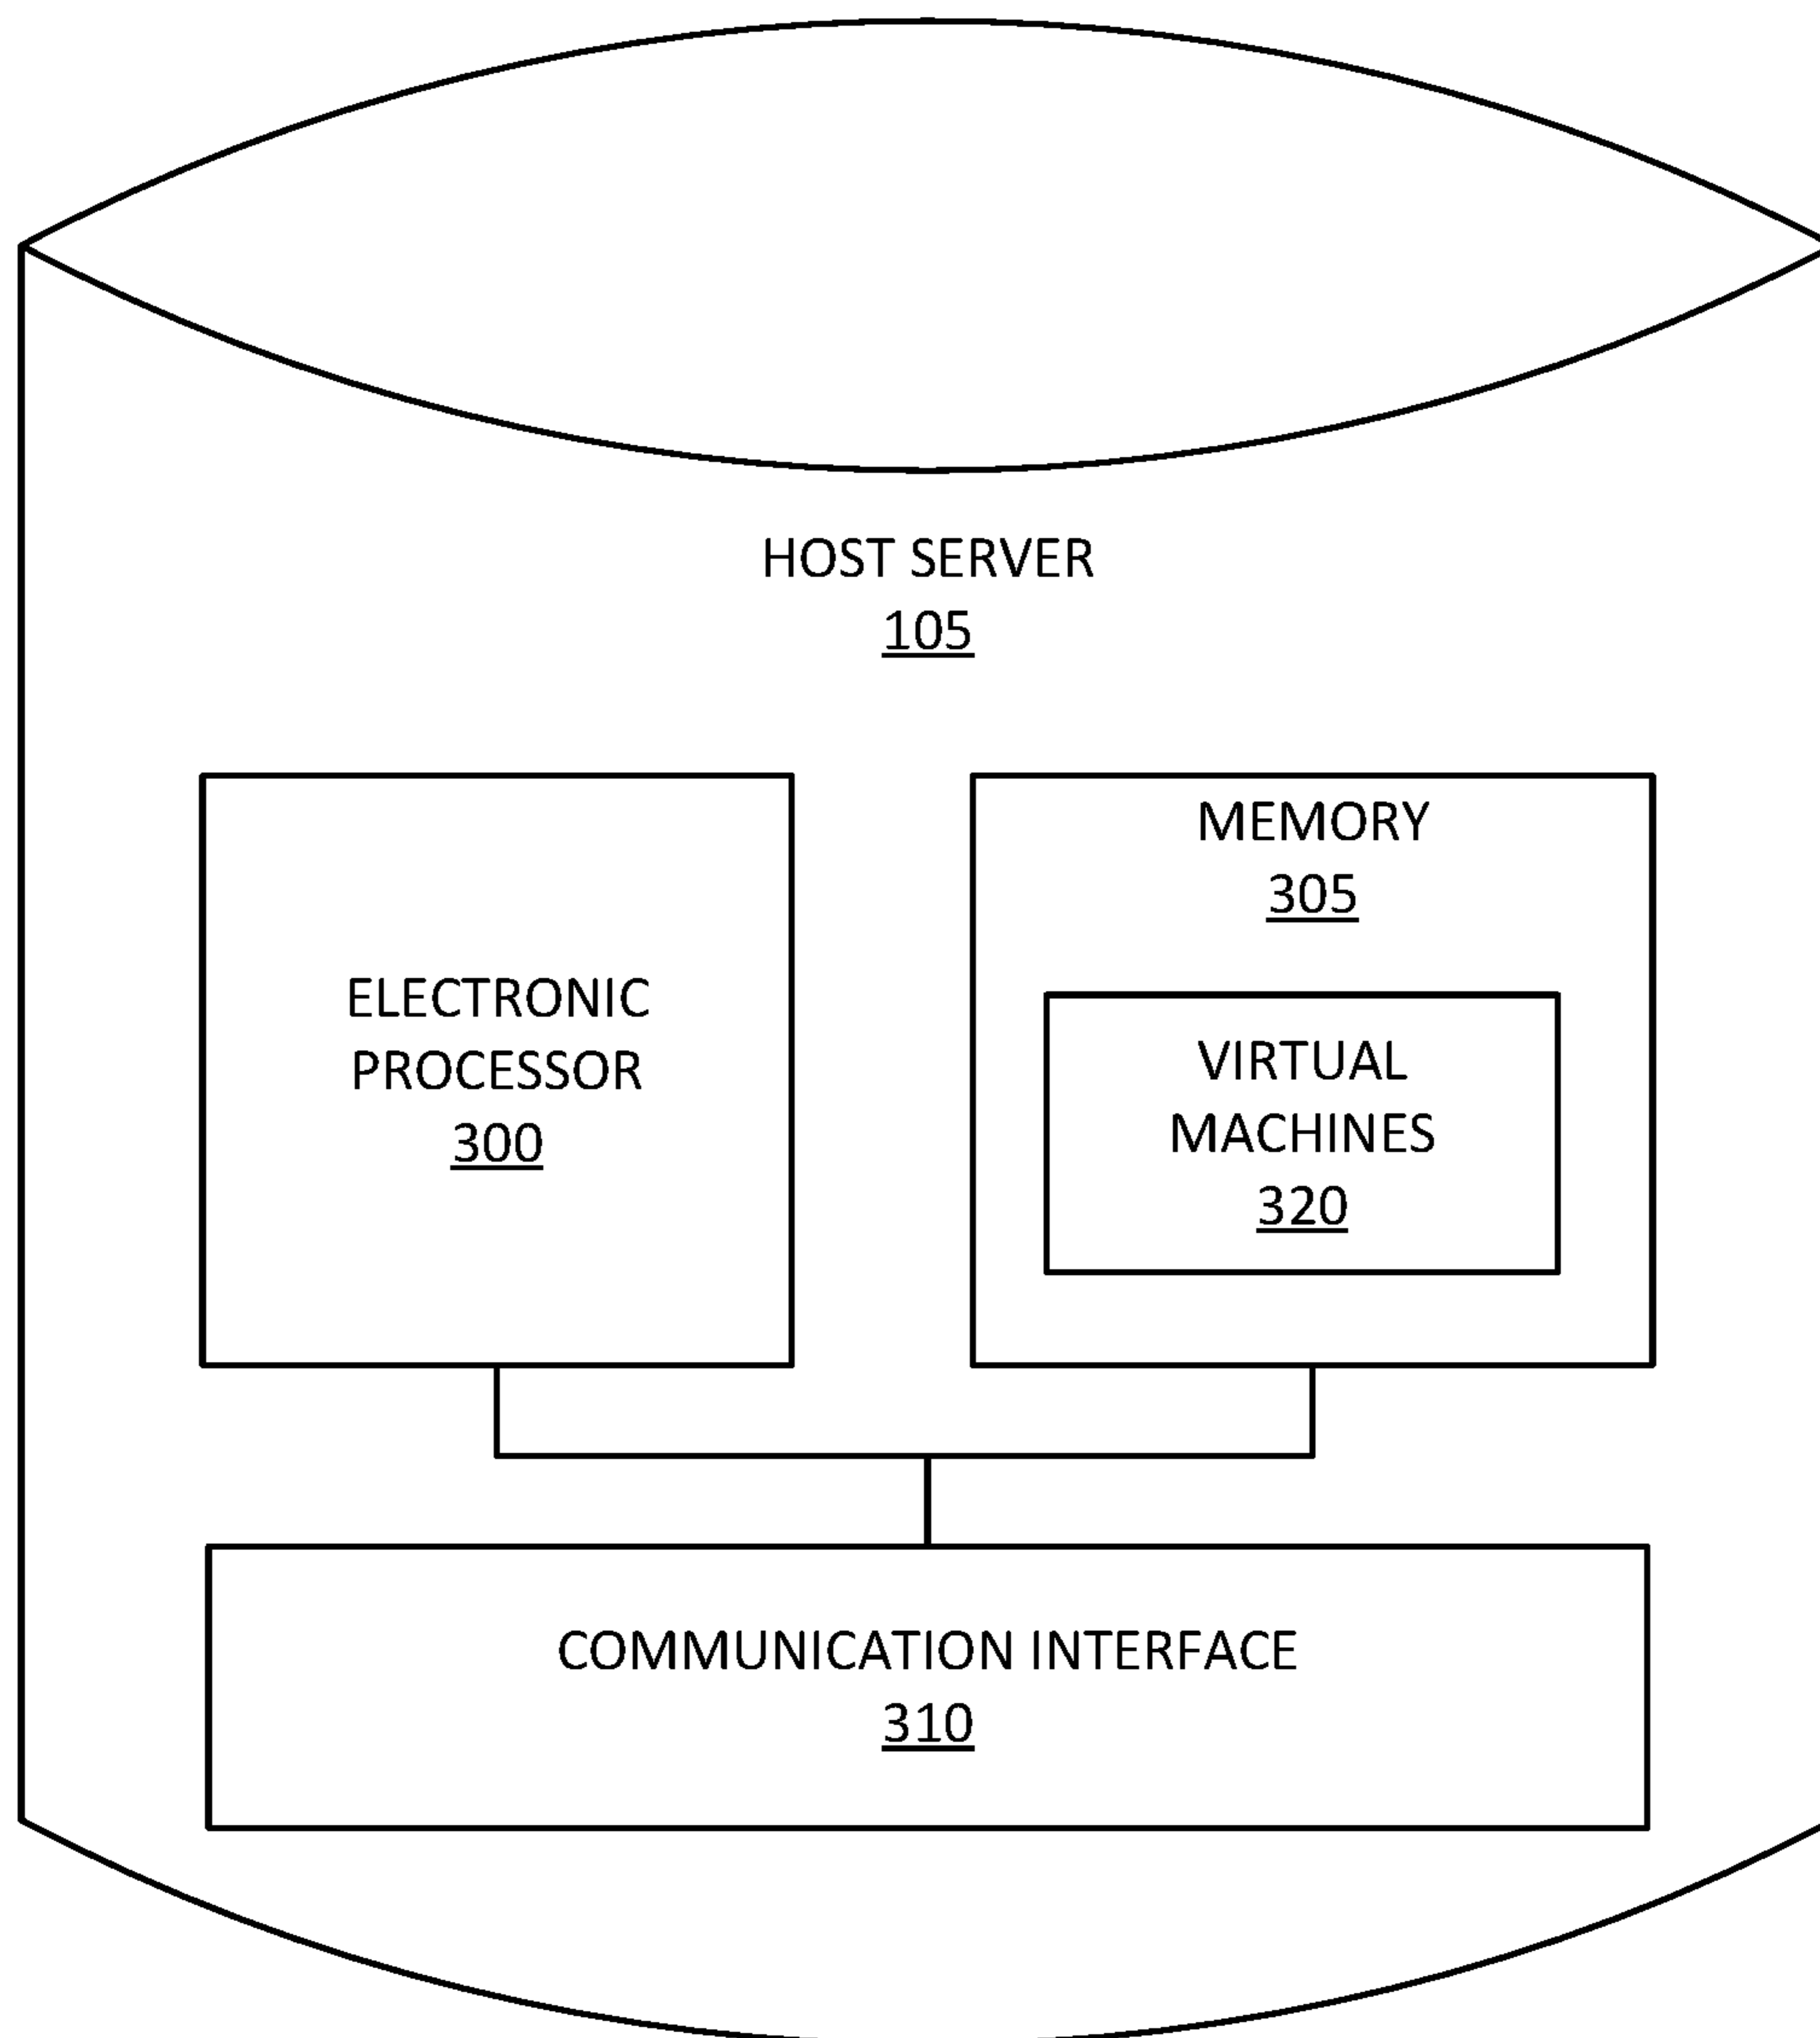 HOST SERVER
105
ELECTRONIC
PROCESSOR
300
MEMORY
305
VIRTUAL
MACHINES
320
COMMUNICATION INTERFACE
310